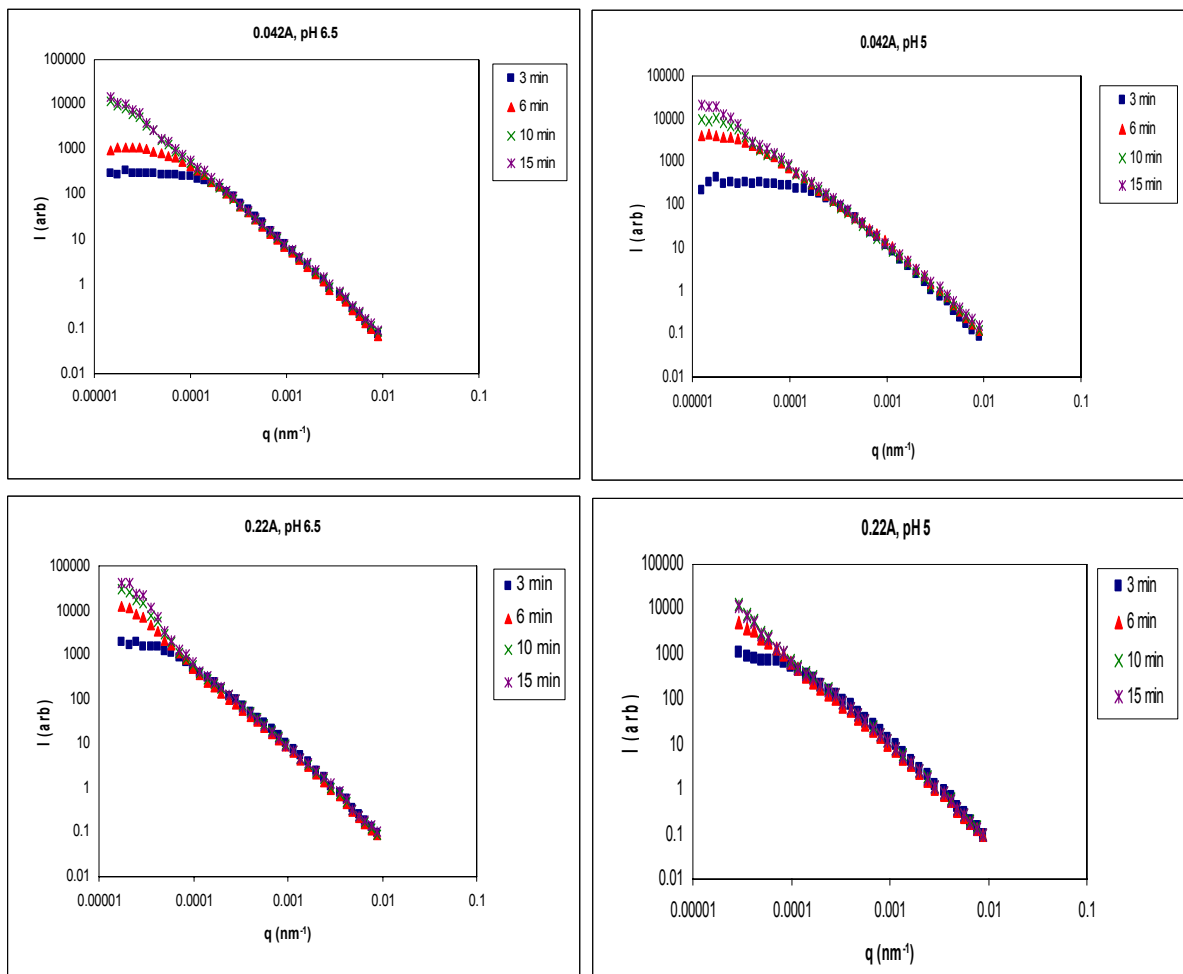 0.042A, pH 6.5
100000
10000
1000
100
10
1
0.1
0.01
I (arb)
0.00001 0.0001 0.001 0.01 0.1
q (nm-1)
3 min
6 min
10 min
15 min
0.042A, pH 5
100000
10000
1000
100
10
1
0.1
0.01
I (arb)
0.00001 0.0001 0.001 0.01 0.1
q (nm-1)
3 min
6 min
10 min
15 min
0.22A, pH 6.5
100000
10000
1000
100
10
1
0.1
0.01
I (arb)
0.00001 0.0001 0.001 0.01 0.1
q (nm-1)
3 min
6 min
10 min
15 min
0.22A, pH 5
100000
10000
1000
100
10
1
0.1
0.01
I (arb)
0.00001 0.0001 0.001 0.01 0.1
q (nm-1)
3 min
6 min
10 min
15 min